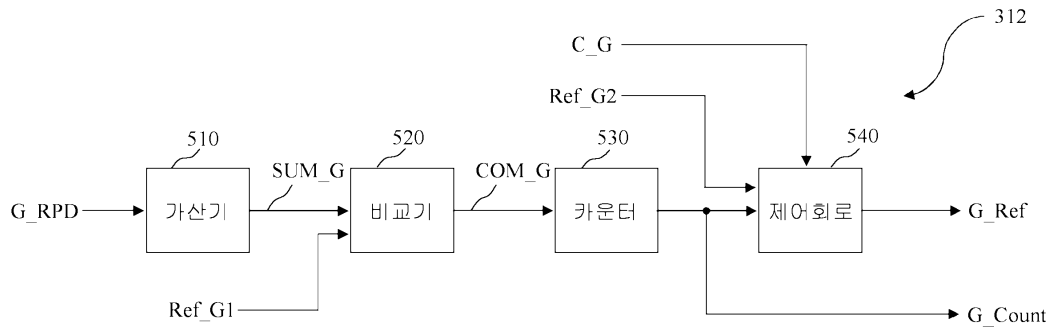 312
C_G
Ref_G2
510
520
530
540
SUM_G
COM_G
G_RPD
가산기
비교기
카운터
제어회로
G_Ref
Ref_G1
G_Count